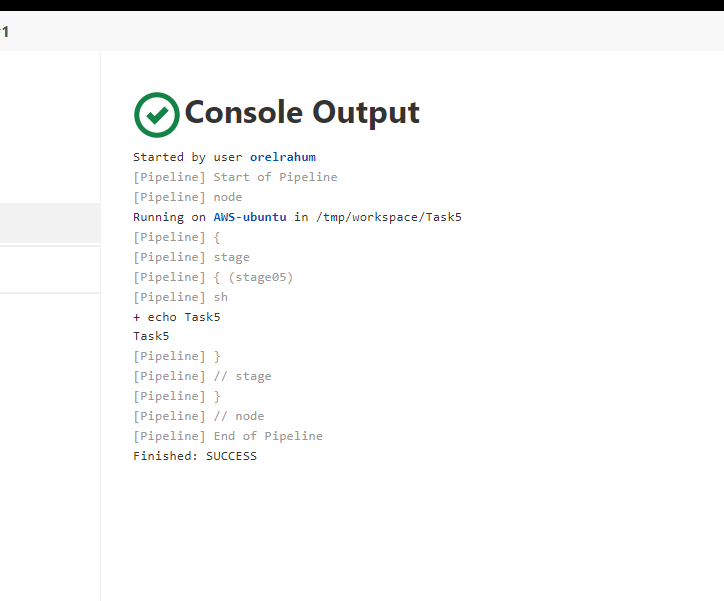 1
Console Output
Started by user orelrahum
[Pipeline] Start of Pipeline
[Pipeline] node
Running on AWS-ubuntu in /tmp/workspace/Task5
[Pipeline] {
[Pipeline] stage
[Pipeline] { (stage05)
[Pipeline] sh
+ echo Task5
Task5
[Pipeline] }
[Pipeline] // stage
[Pipeline] }
[Pipeline] // node
[Pipeline] End of Pipeline
Finished: SUCCESS